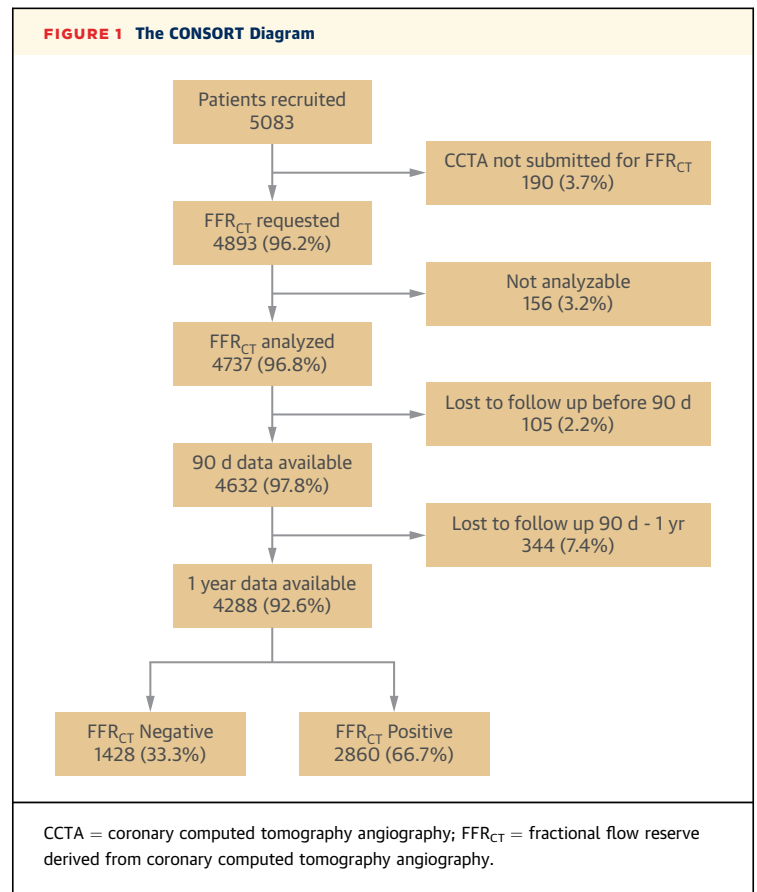 FIGURE 1 The CONSORT Diagram
Patients recruited
5083
CCTA not submitted for FFRCT
190 (3.7%)
FFRCT requested
4893 (96.2%)
Not analyzable
156 (3.2%)
FFRCT analyzed
4737 (96.8%)
Lost to follow up before 90 d
105 (2.2%)
90 d data available
4632 (97.8%)
Lost to follow up 90 d - 1 yr
344 (7.4%)
1 year data available
4288 (92.6%)
FFRCT Negative
1428 (33.3%)
FFRCT Positive
2860 (66.7%)
CCTA = coronary computed tomography angiography; FFRCT = fractional flow reserve
derived from coronary computed tomography angiography.